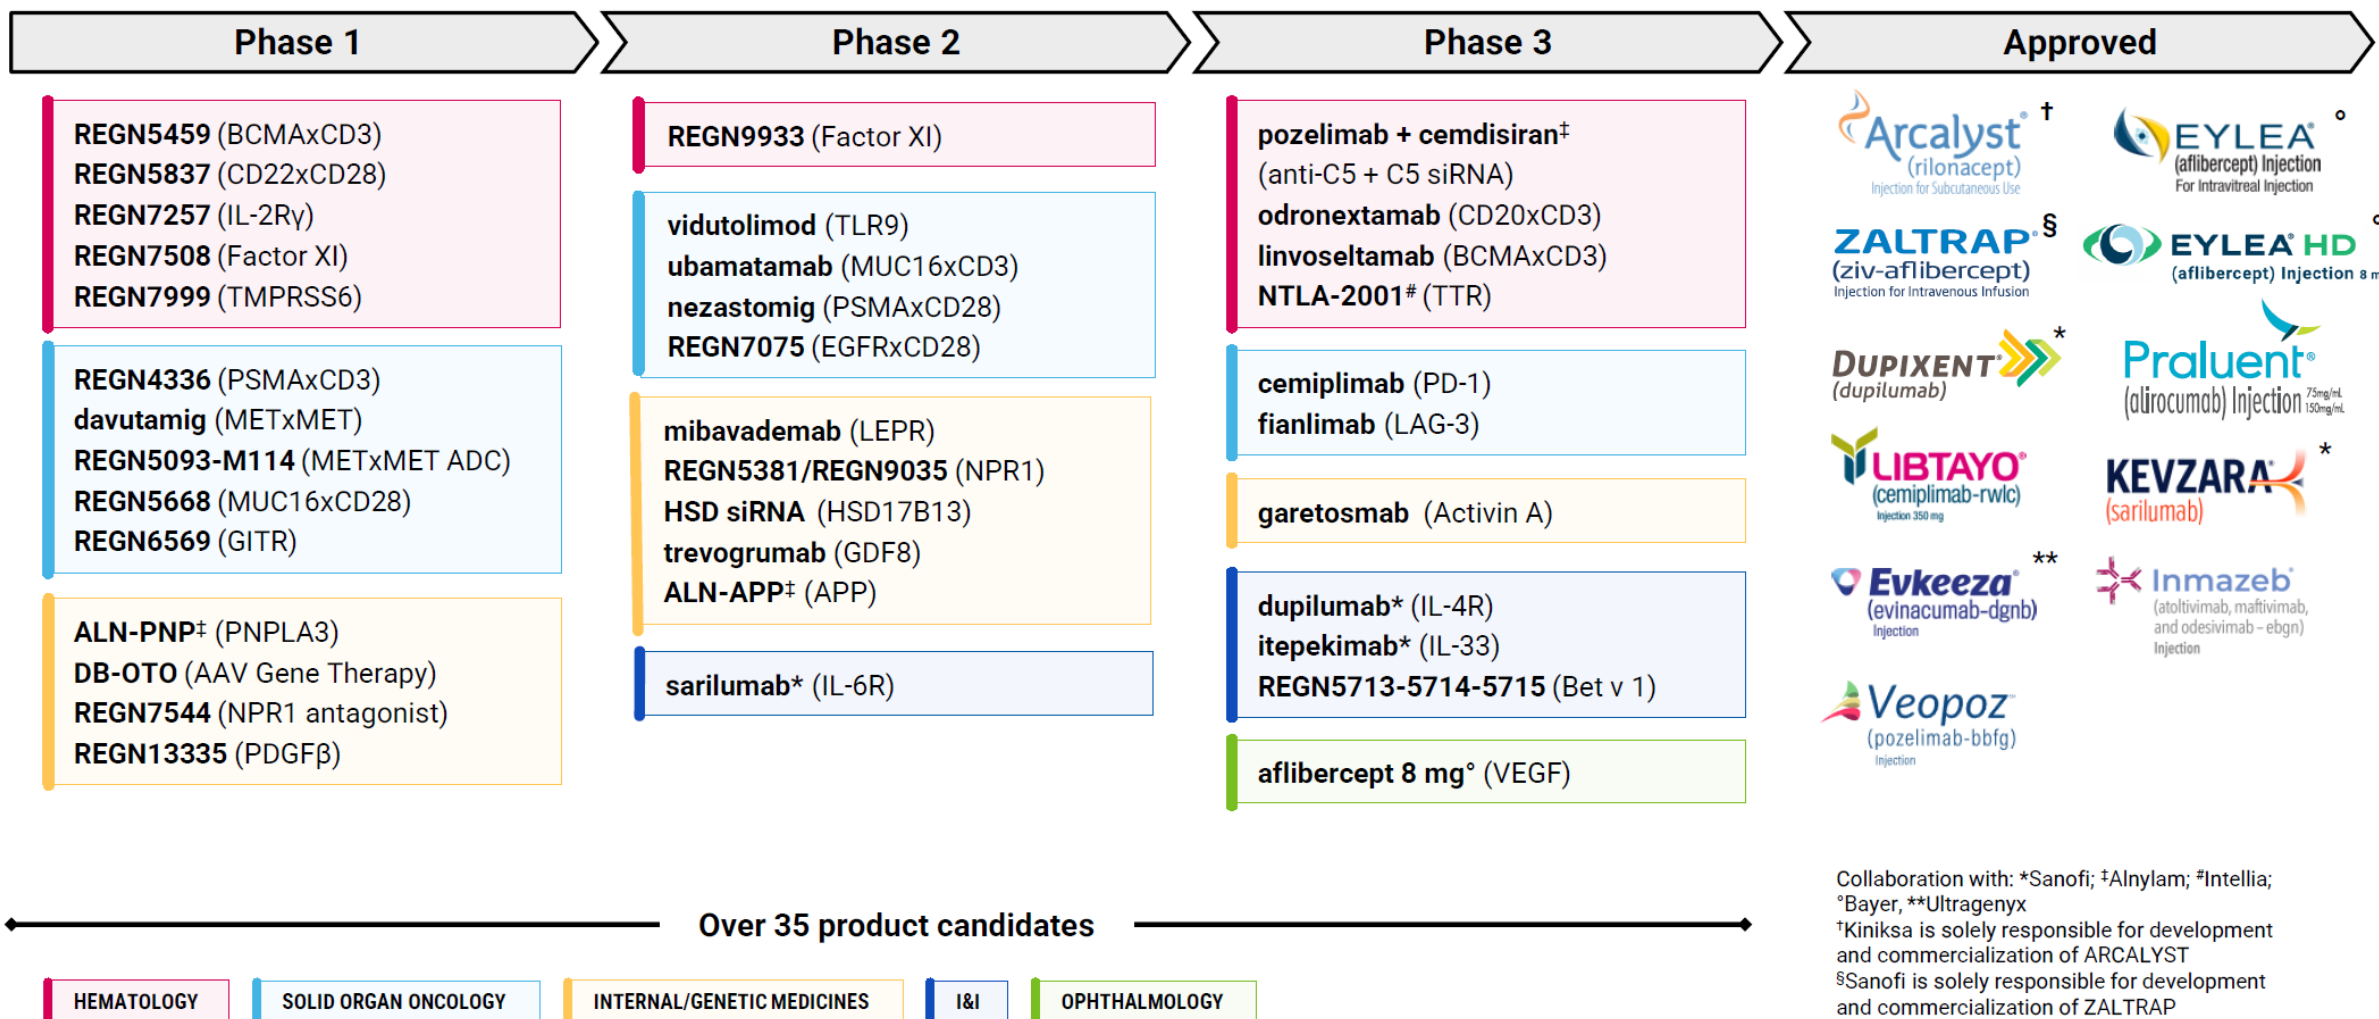 Phase 1
Phase 2
Phase 3
Approved
REGN5459 (BCMAxCD3)
REGN5837 (CD22xCD28)
REGN7257 (IL-2Rγ)
REGN7508 (Factor XI)
REGN7999 (TMPRSS6)
REGN4336 (PSMAxCD3)
davutamig (METxMET)
REGN5093-M114 (METxMET ADC)
REGN5668 (MUC16xCD28)
REGN6569 (GITR)
ALN-PNP‡ (PNPLA3)
DB-OTO (AAV Gene Therapy)
REGN7544 (NPR1 antagonist)
REGN13335 (PDGFβ)
REGN9933 (Factor XI)
vidutolimod (TLR9)
ubamatamab (MUC16xCD3)
nezastomig (PSMAxCD28)
REGN7075 (EGFRxCD28)
mibavademab (LEPR)
REGN5381/REGN9035 (NPR1)
HSD siRNA (HSD17B13)
trevogrumab (GDF8)
ALN-APP‡ (APP)
sarilumab* (IL-6R)
pozelimab + cemdisiran‡
(anti-C5 + C5 siRNA)
odronextamab (CD20xCD3)
linvoseltamab (BCMAxCD3)
NTLA-2001# (TTR)
cemiplimab (PD-1)
fianlimab (LAG-3)
garetosmab (Activin A)
dupilumab* (IL-4R)
itepekimab* (IL-33)
REGN5713-5714-5715 (Bet v 1)
aflibercept 8 mg° (VEGF)
Arcalyst® †
(rilonacept)
Injection for Subcutaneous Use
EYLEA® °
(aflibercept) Injection
For Intravitreal Injection
ZALTRAP® §
(ziv-aflibercept)
Injection for Intravenous Infusion
EYLEA® HD °
(aflibercept) Injection 8 m
DUPIXENT® *
(dupilumab)
Praluent®
(alirocumab) Injection 75mg/mL
150mg/mL
LIBTAYO®
(cemiplimab-rwlc)
Injection 350 mg
KEVZARA® *
(sarilumab)
Evkeeza® **
(evinacumab-dgnb)
Injection
Inmazeb®
(atoltivimab, maftivimab,
and odesivimab – ebgn)
Injection
Veopoz™
(pozelimab-bbfg)
Injection
Over 35 product candidates
HEMATOLOGY
SOLID ORGAN ONCOLOGY
INTERNAL/GENETIC MEDICINES
I&I
OPHTHALMOLOGY
Collaboration with: *Sanofi; ‡Alnylam; #Intellia;
°Bayer, **Ultragenyx
†Kiniksa is solely responsible for development
and commercialization of ARCALYST
§Sanofi is solely responsible for development
and commercialization of ZALTRAP